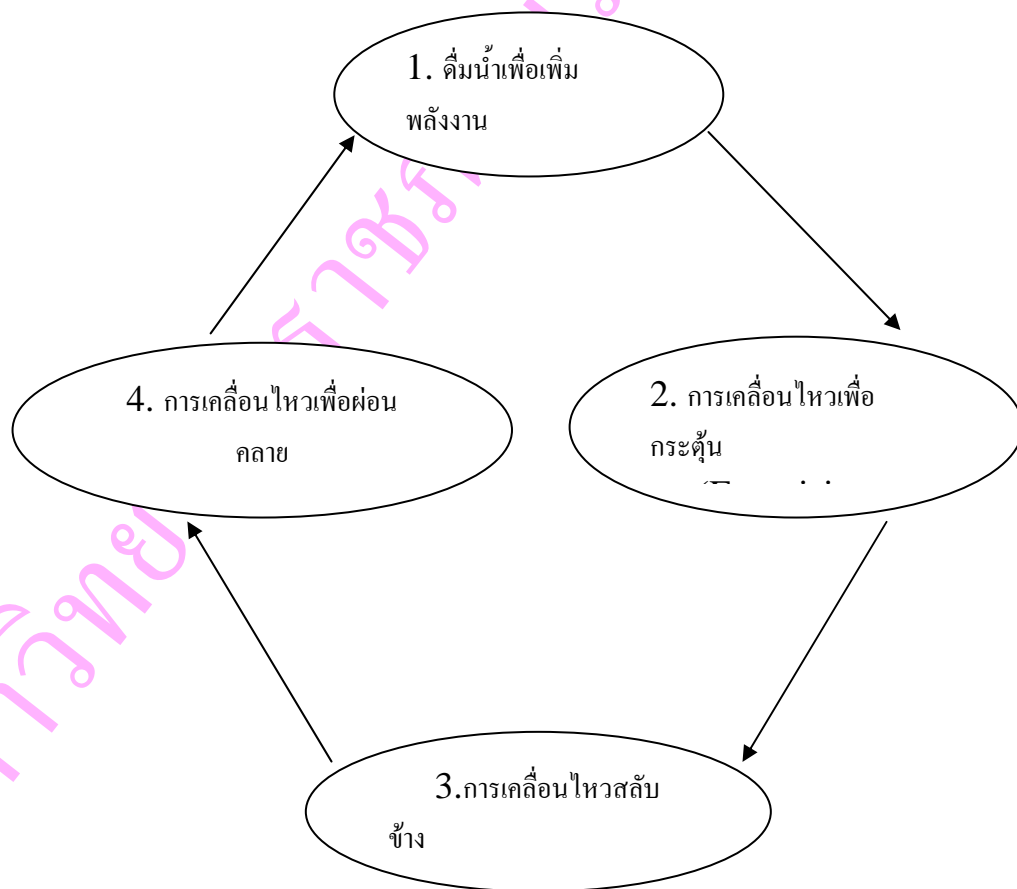 1. ดื่มน้ำเพื่อเพิ่ม
พลังงาน
2. การเคลื่อนไหวเพื่อ
กระตุ้น
3.การเคลื่อนไหวสลับ
ข้าง
4. การเคลื่อนไหวเพื่อผ่อน
คลาย